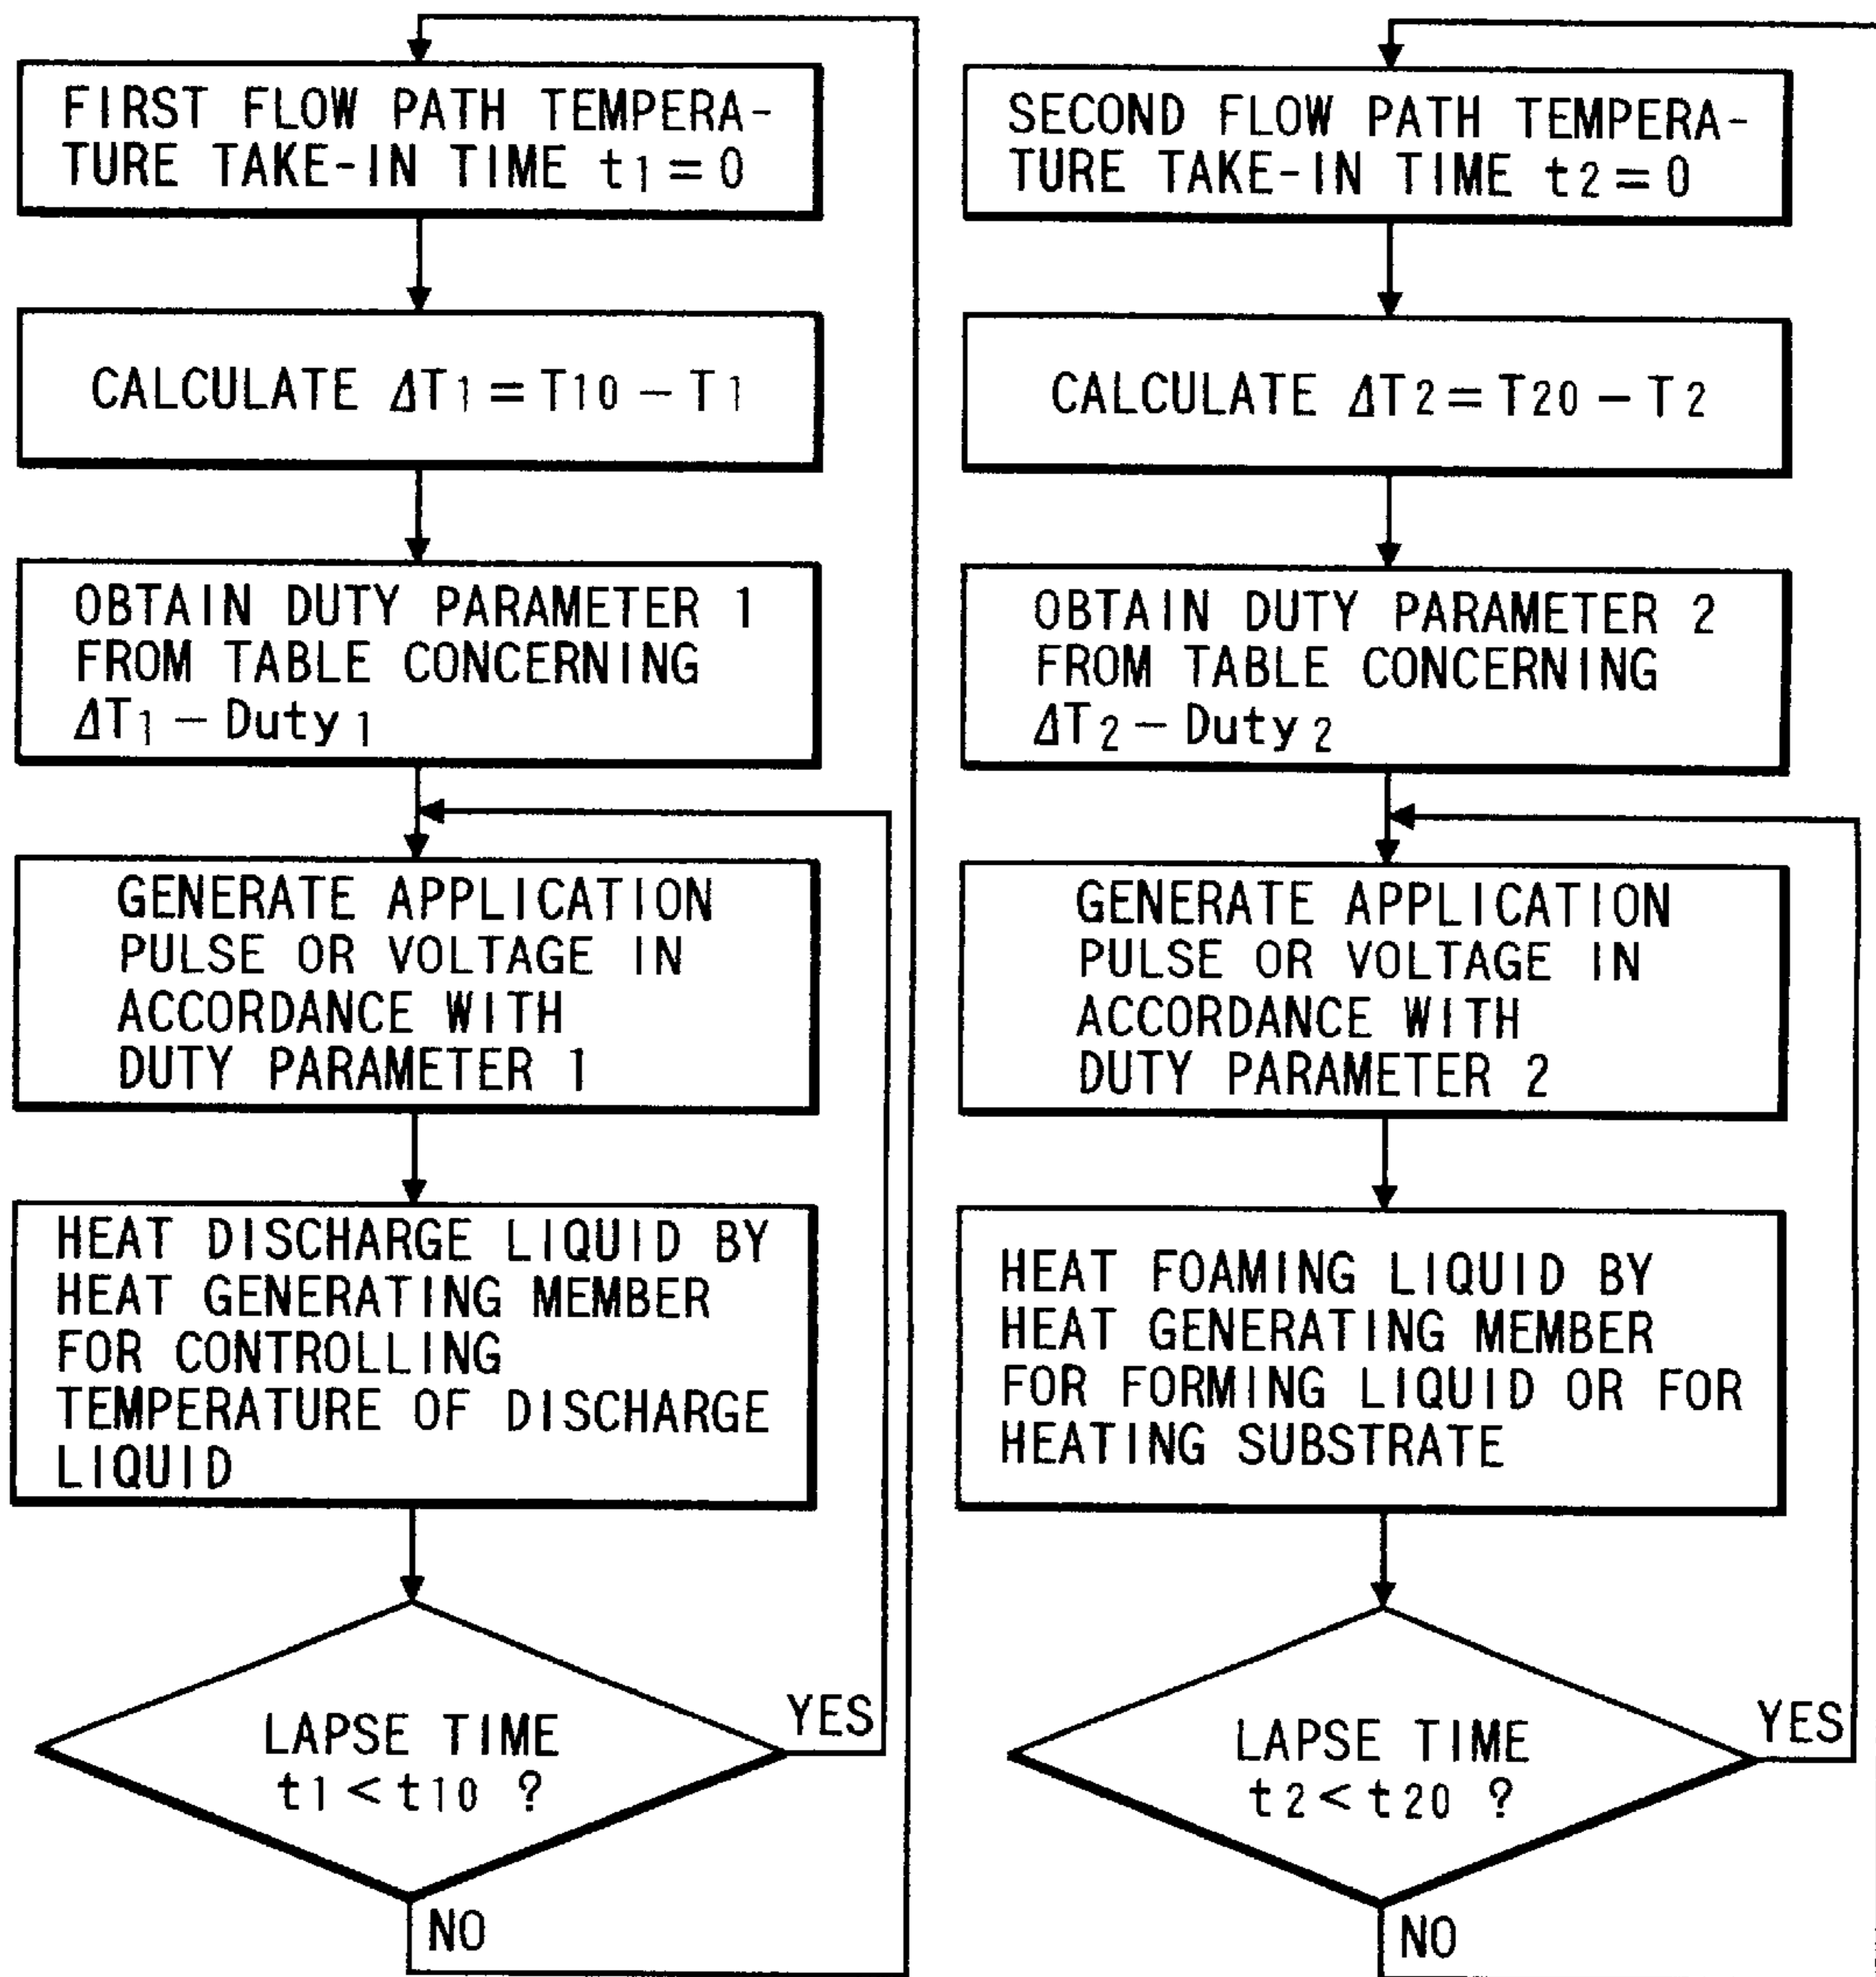 FIRST FLOW PATH TEMPERA-
TURE TAKE-IN TIME t1=0
CALCULATE ΔT1=T10-T1
OBTAIN DUTY PARAMETER 1
FROM TABLE CONCERNING
ΔT1-Duty1
GENERATE APPLICATION
PULSE OR VOLTAGE IN
ACCORDANCE WITH
DUTY PARAMETER 1
HEAT DISCHARGE LIQUID BY
HEAT GENERATING MEMBER
FOR CONTROLLING
TEMPERATURE OF DISCHARGE
LIQUID
LAPSE TIME
t1<t10 ?
YES
NO
SECOND FLOW PATH TEMPERA-
TURE TAKE-IN TIME t2=0
CALCULATE ΔT2=T20-T2
OBTAIN DUTY PARAMETER 2
FROM TABLE CONCERNING
ΔT2-Duty2
GENERATE APPLICATION
PULSE OR VOLTAGE IN
ACCORDANCE WITH
DUTY PARAMETER 2
HEAT FOAMING LIQUID BY
HEAT GENERATING MEMBER
FOR FORMING LIQUID OR FOR
HEATING SUBSTRATE
LAPSE TIME
t2<t20 ?
YES
NO